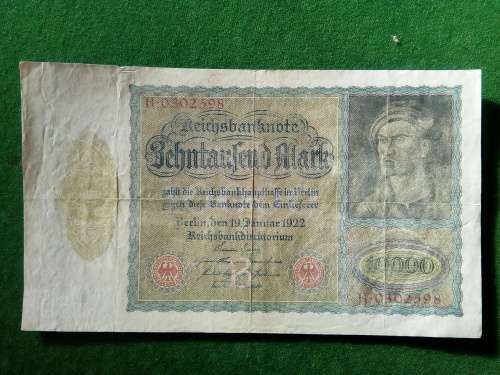 H·0302598
Reichsbanknote
Zehntausend Mark
zahlt die Reichsbankhauptkasse in Berlin
gegen diese Banknote dem Einlieferer
Berlin, den 19. Januar 1922
Reichsbankdirektorium
10000
H·0302598